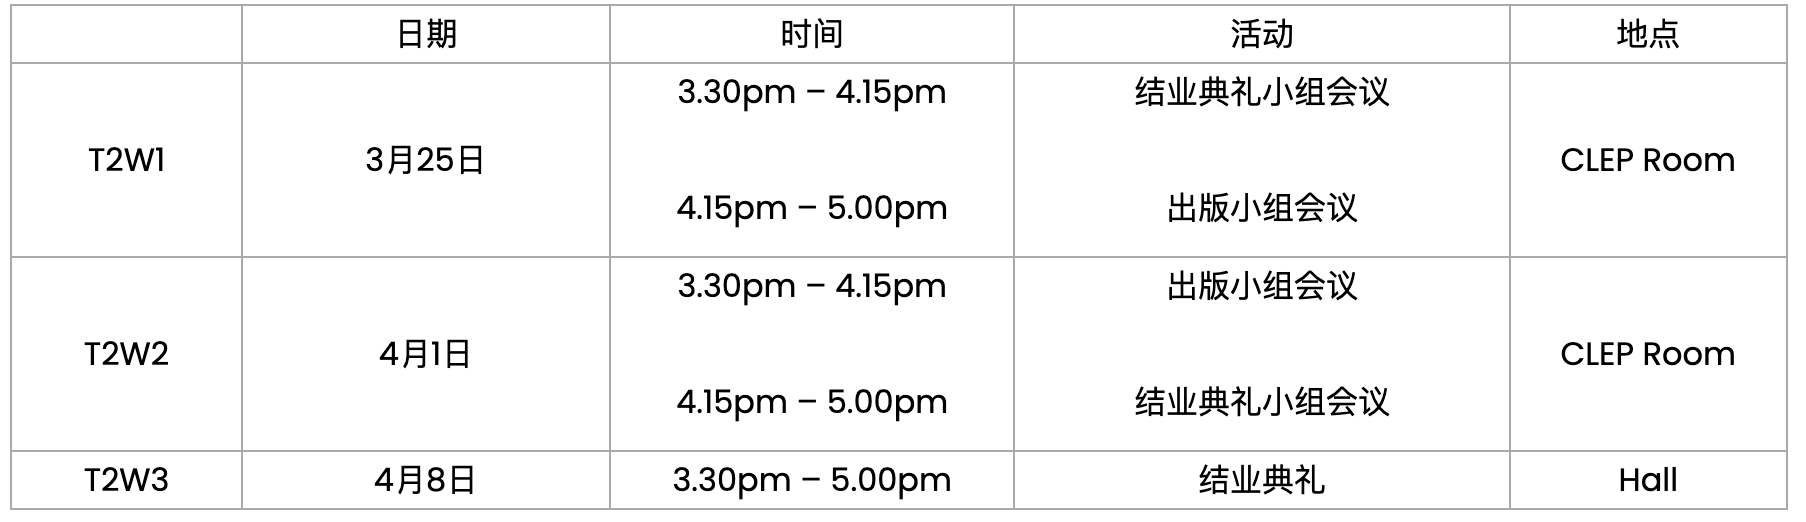 日期 时间 活动 地点
3.30pm – 4.15pm 结业典礼小组会议
T2W1 3月25日 CLEP Room
4.15pm – 5.00pm 出版小组会议
3.30pm – 4.15pm 出版小组会议
T2W2 4月1日 CLEP Room
4.15pm – 5.00pm 结业典礼小组会议
T2W3 4月8日 3.30pm – 5.00pm 结业典礼 Hall